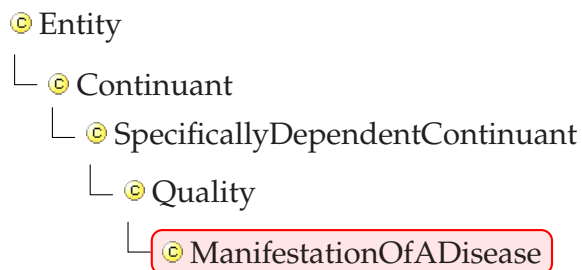 Entity
Continuant
SpecificallyDependentContinuant
Quality
ManifestationOfADisease